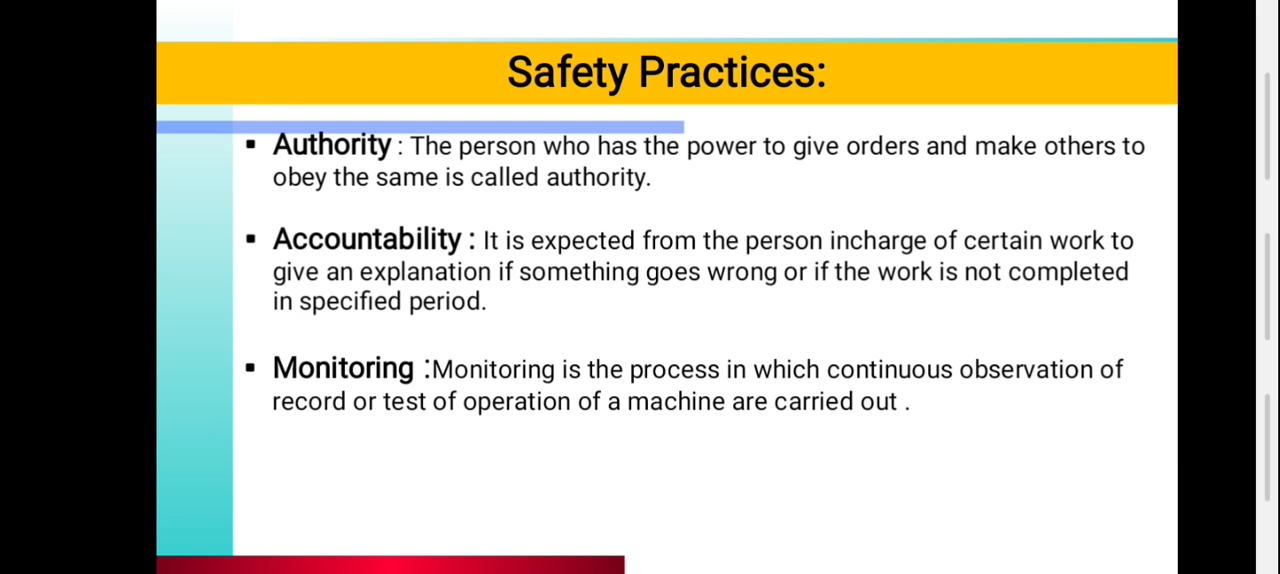 Safety Practices:
▪ Authority : The person who has the power to give orders and make others to
obey the same is called authority.
▪ Accountability : It is expected from the person incharge of certain work to
give an explanation if something goes wrong or if the work is not completed
in specified period.
▪ Monitoring :Monitoring is the process in which continuous observation of
record or test of operation of a machine are carried out .